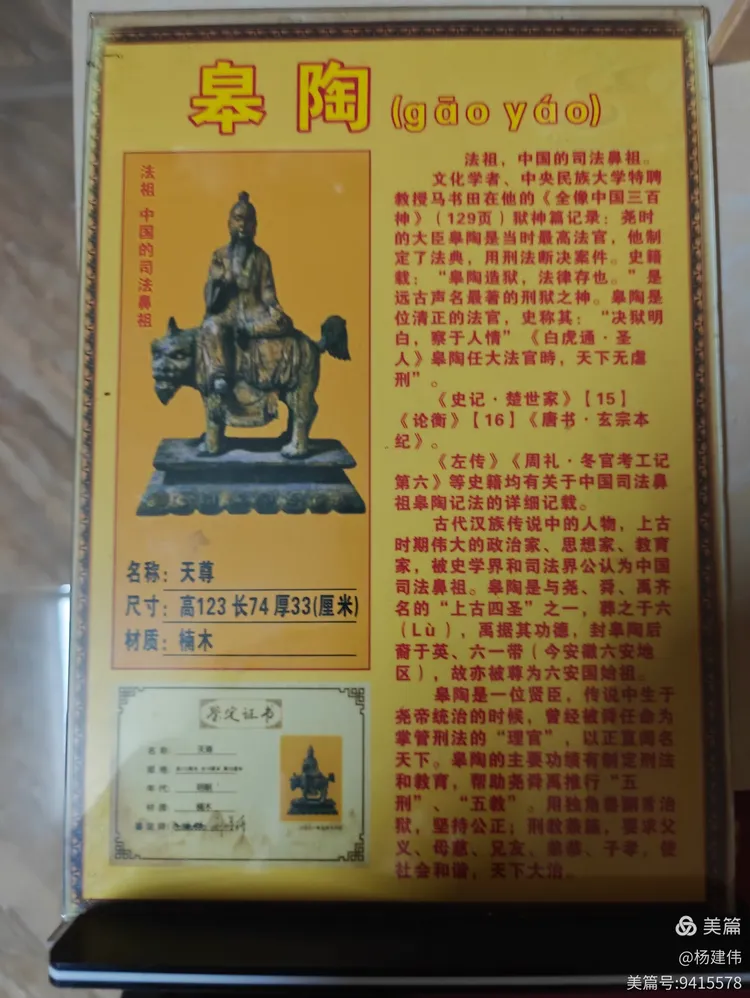 皋陶(gāo yáo)
法祖 中国的司法鼻祖
名称：天尊
尺寸：高123 长74 厚33(厘米)
材质：楠木
鉴定证书
名称：天尊
年代：
材质：楠木
鉴定师：
法祖，中国的司法鼻祖。
文化学者、中央民族大学特聘
教授马书田在他的《全像中国三百
神》（129页）狱神篇记录：尧时
的大臣皋陶是当时最高法官，他制
定了法典，用刑法断决案件。史籍
载：“皋陶造狱，法律存也。”是
远古声名最著的刑狱之神。皋陶是
位清正的法官，史称其：“决狱明
白，察于人情”《白虎通·圣
人》皋陶任大法官時，天下无虐
刑”。
《史记·楚世家》【15】
《论衡》【16】《唐书·玄宗本
纪》。
《左传》《周礼·冬官考工记
第六》等史籍均有关于中国司法鼻
祖皋陶记法的详细记载。
古代汉族传说中的人物，上古
时期伟大的政治家、思想家、教育
家，被史学界和司法界公认为中国
司法鼻祖。皋陶是与尧、舜、禹齐
名的“上古四圣”之一，葬之于六
（Lù），禹据其功德，封皋陶后
裔于英、六一带（今安徽六安地
区），故亦被尊为六安国始祖。
皋陶是一位贤臣，传说中生于
尧帝统治的时候，曾经被舜任命为
掌管刑法的“理官”，以正直闻名
天下。皋陶的主要功绩有制定刑法
和教育，帮助尧舜禹推行“五
刑”、“五教”。用独角兽獬豸治
狱，坚持公正；刑教兼施，要求父
义、母慈、兄友、弟恭、子孝，使
社会和谐，天下大治。
美篇
@杨建伟
美篇号:9415578